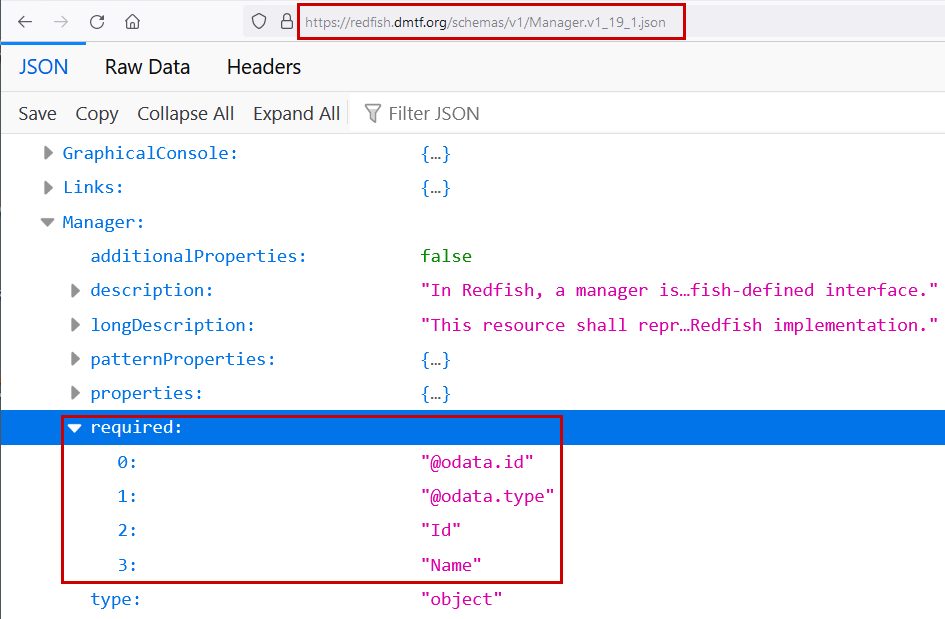 https://redfish.dmtf.org/schemas/v1/Manager.v1_19_1.json
JSON Raw Data Headers
Save Copy Collapse All Expand All Filter JSON
GraphicalConsole: {…}
Links: {…}
Manager:
additionalProperties: false
description: "In Redfish, a manager is…fish-defined interface."
longDescription: "This resource shall repr…Redfish implementation."
patternProperties: {…}
properties: {…}
required:
0: "@odata.id"
1: "@odata.type"
2: "Id"
3: "Name"
type: "object"